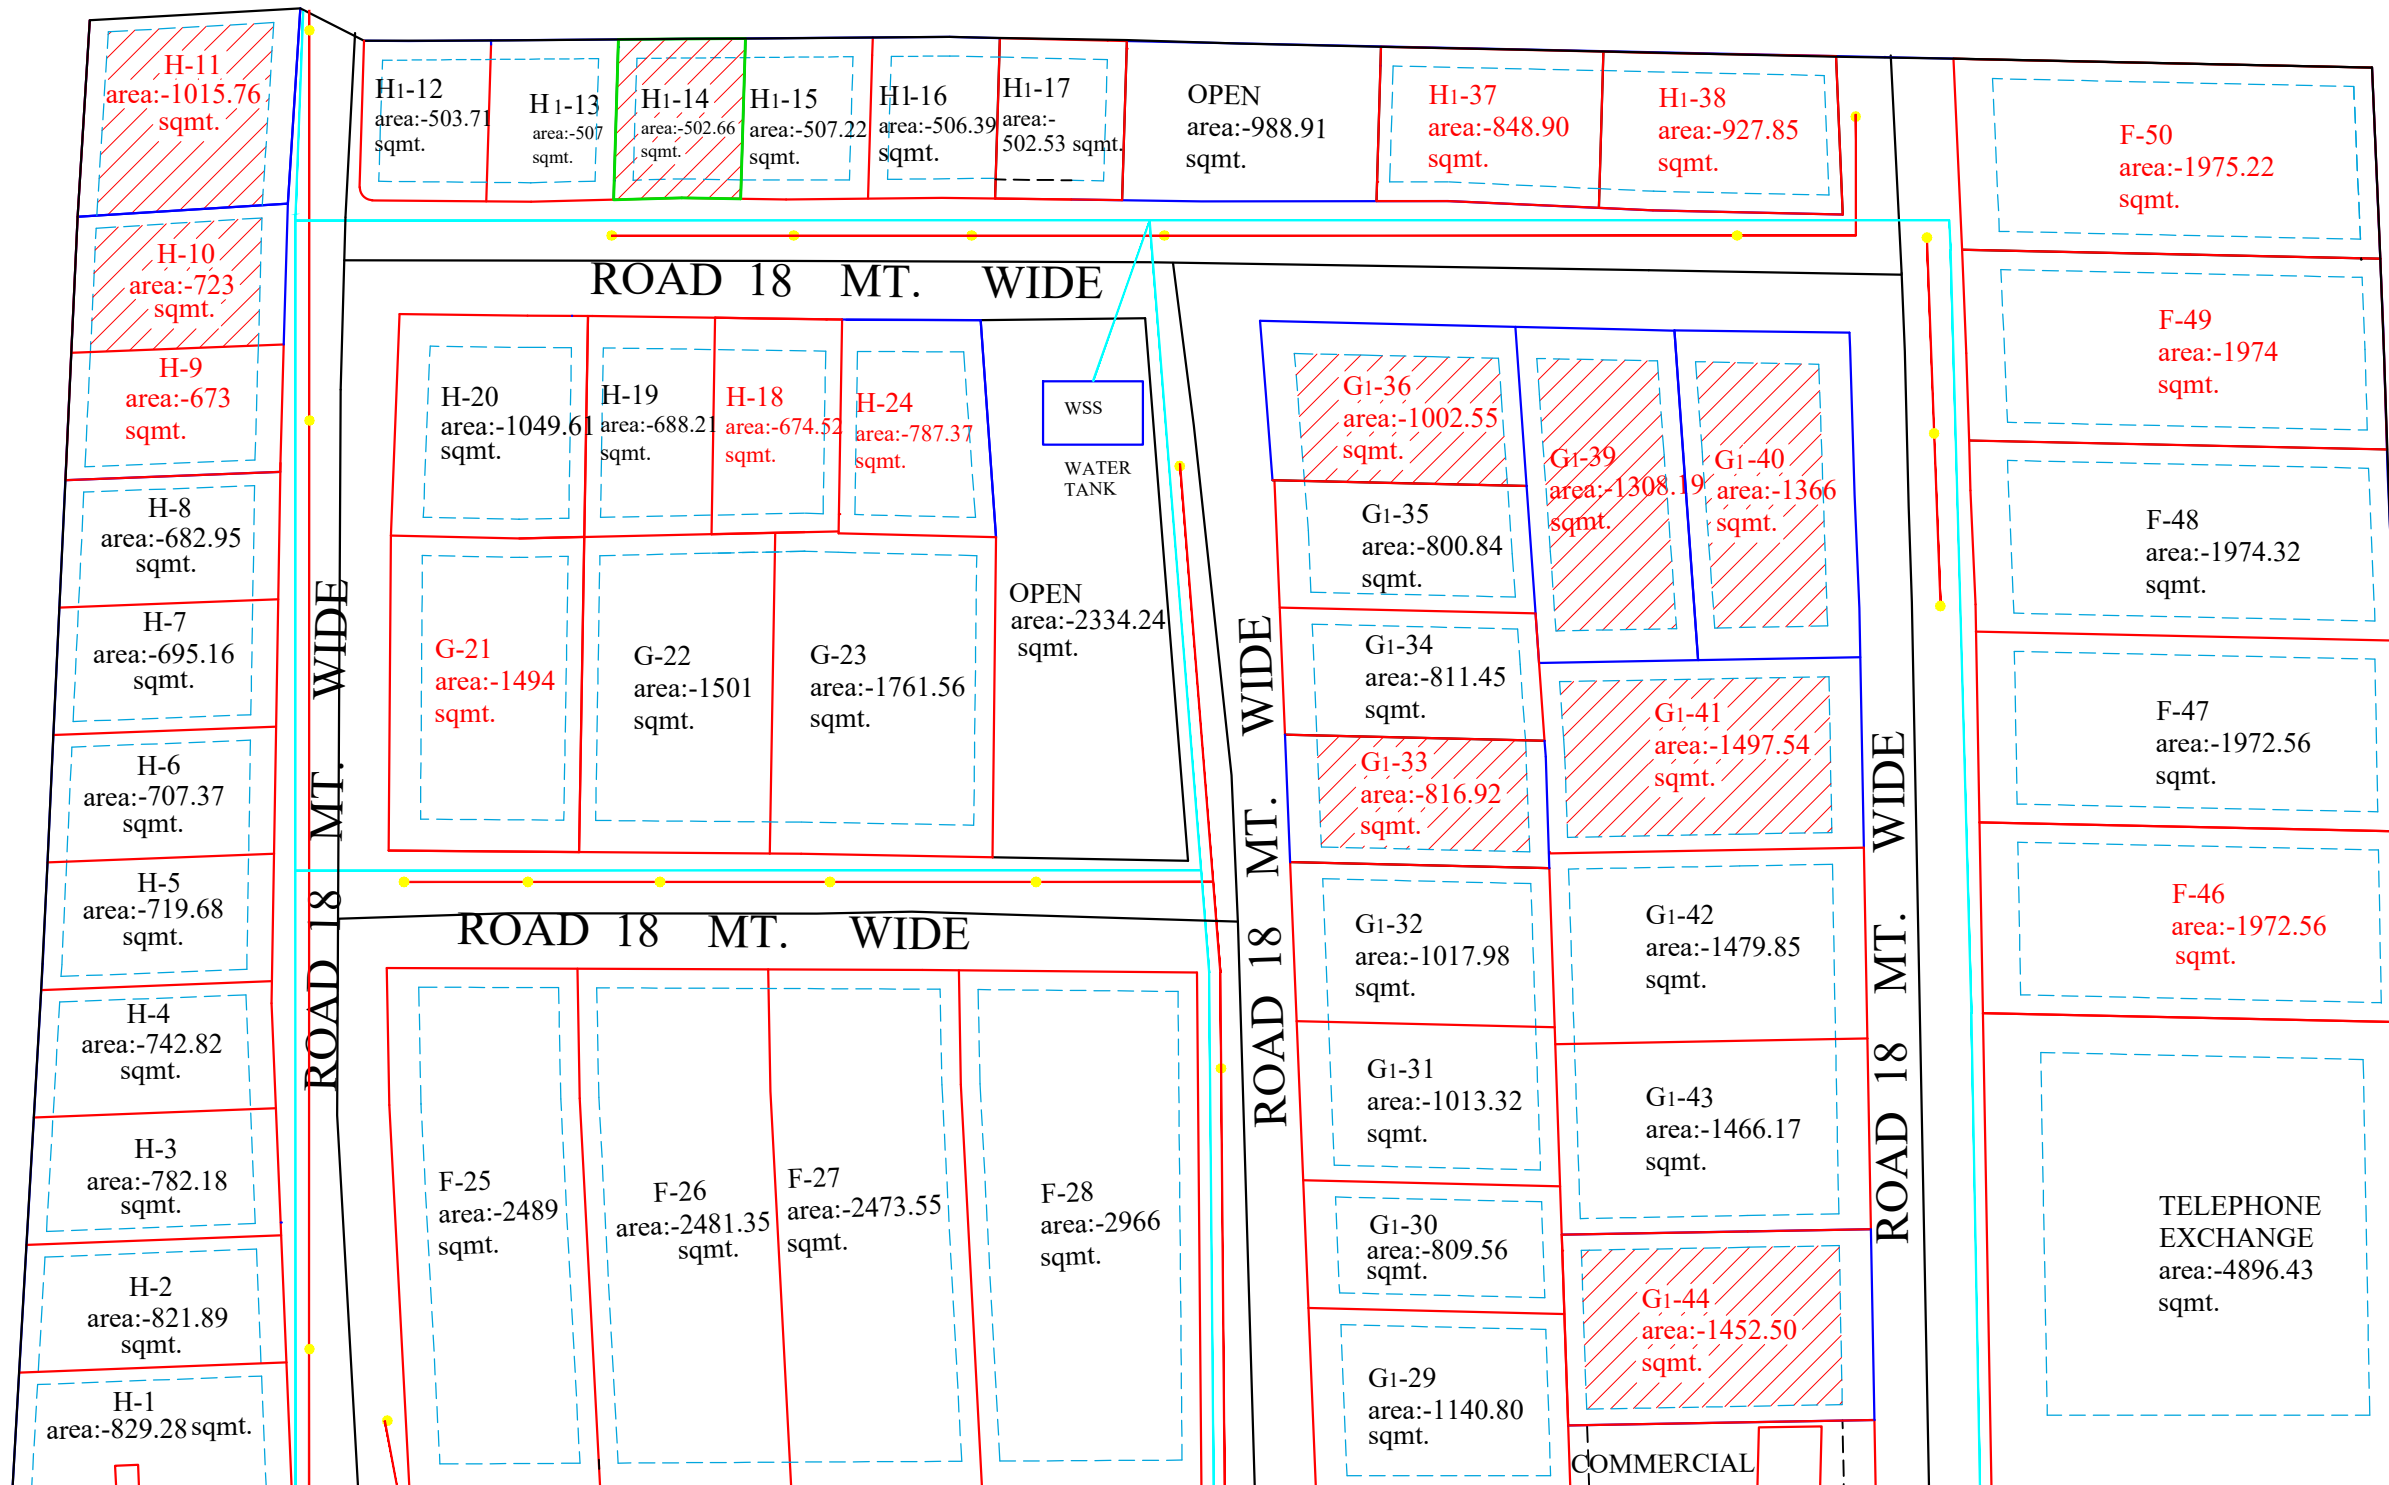 H-11
area:-1015.76
sqmt.
H-10
area:-723
sqmt.
H-9
area:-673
sqmt.
H-8
area:-682.95
sqmt.
H-7
area:-695.16
sqmt.
H-6
area:-707.37
sqmt.
H-5
area:-719.68
sqmt.
H-4
area:-742.82
sqmt.
H-3
area:-782.18
sqmt.
H-2
area:-821.89
sqmt.
H-1
area:-829.28 sqmt.
ROAD 18 MT. WIDE
H1-12
area:-503.71
sqmt.
H1-13
area:-507
sqmt.
H1-14
area:-502.66
sqmt.
H1-15
area:-507.22
sqmt.
H1-16
area:-506.39
sqmt.
H1-17
area:-
502.53 sqmt.
OPEN
area:-988.91
sqmt.
H1-37
area:-848.90
sqmt.
H1-38
area:-927.85
sqmt.
ROAD 18 MT. WIDE
H-20
area:-1049.61
sqmt.
H-19
area:-688.21
sqmt.
H-18
area:-674.52
sqmt.
H-24
area:-787.37
sqmt.
WSS
WATER
TANK
OPEN
area:-2334.24
sqmt.
G-21
area:-1494
sqmt.
G-22
area:-1501
sqmt.
G-23
area:-1761.56
sqmt.
ROAD 18 MT. WIDE
F-25
area:-2489
sqmt.
F-26
area:-2481.35
sqmt.
F-27
area:-2473.55
sqmt.
F-28
area:-2966
sqmt.
ROAD 18 MT. WIDE
G1-36
area:-1002.55
sqmt.
G1-35
area:-800.84
sqmt.
G1-34
area:-811.45
sqmt.
G1-33
area:-816.92
sqmt.
G1-32
area:-1017.98
sqmt.
G1-31
area:-1013.32
sqmt.
G1-30
area:-809.56
sqmt.
G1-29
area:-1140.80
sqmt.
G1-39
area:-1308.19
sqmt.
G1-40
area:-1366
sqmt.
G1-41
area:-1497.54
sqmt.
G1-42
area:-1479.85
sqmt.
G1-43
area:-1466.17
sqmt.
G1-44
area:-1452.50
sqmt.
COMMERCIAL
ROAD 18 MT. WIDE
F-50
area:-1975.22
sqmt.
F-49
area:-1974
sqmt.
F-48
area:-1974.32
sqmt.
F-47
area:-1972.56
sqmt.
F-46
area:-1972.56
sqmt.
TELEPHONE
EXCHANGE
area:-4896.43
sqmt.